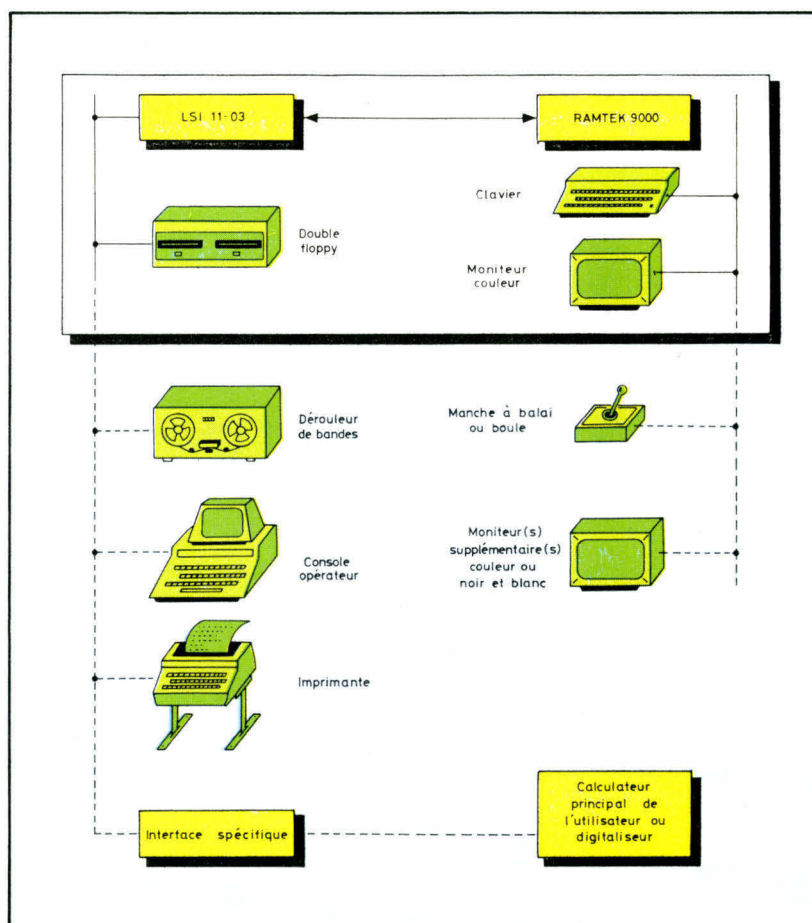 LSI 11-03
RAMTEK 9000
Clavier
Double
floppy
Moniteur
couleur
Dérouleur
de bandes
Manche à balai
ou boule
Console
opérateur
Moniteur(s)
supplémentaire(s)
couleur ou
noir et blanc
Imprimante
Interface spécifique
Calculateur
principal de
l'utilisateur ou
digitaliseur